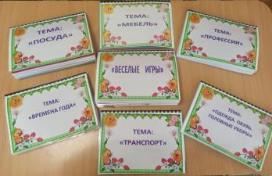 ТЕМА:
«ПОСУДА»
ТЕМА:
«МЕБЕЛЬ»
ТЕМА:
«ПРОФЕССИИ»
«ВЕСЕЛЫЕ ИГРЫ»
ТЕМА:
«ВРЕМЕНА ГОДА»
ТЕМА:
«ТРАНСПОРТ»
ТЕМА:
«ОДЕЖДА, ОБУВЬ,
ГОЛОВНЫЕ УБОРЫ»